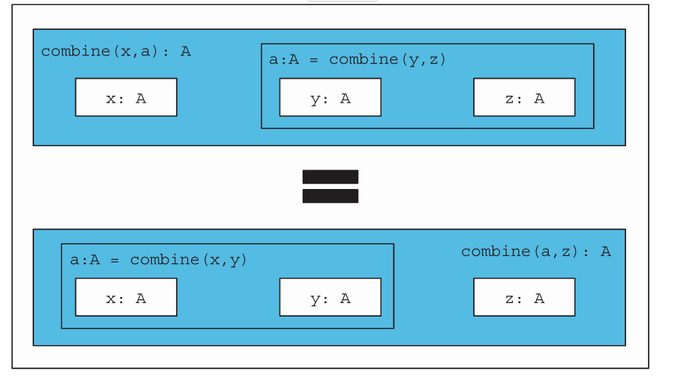 combine(x,a): A
a:A = combine(y,z)
x: A
y: A
z: A
=
a:A = combine(x,y)
combine(a,z): A
x: A
y: A
z: A